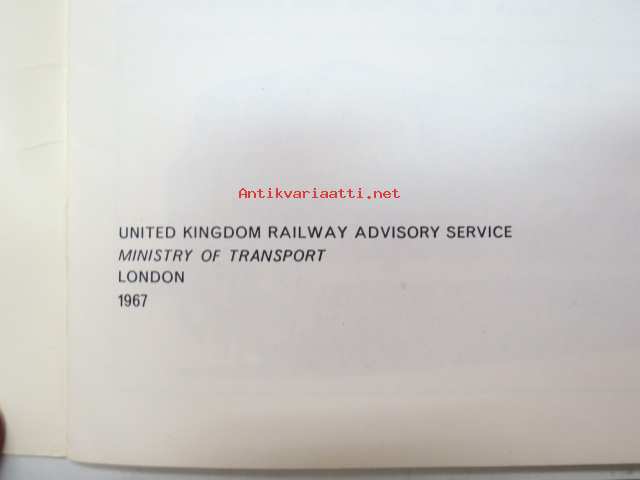 Antikvariaatti.net
UNITED KINGDOM RAILWAY ADVISORY SERVICE
MINISTRY OF TRANSPORT
LONDON
1967